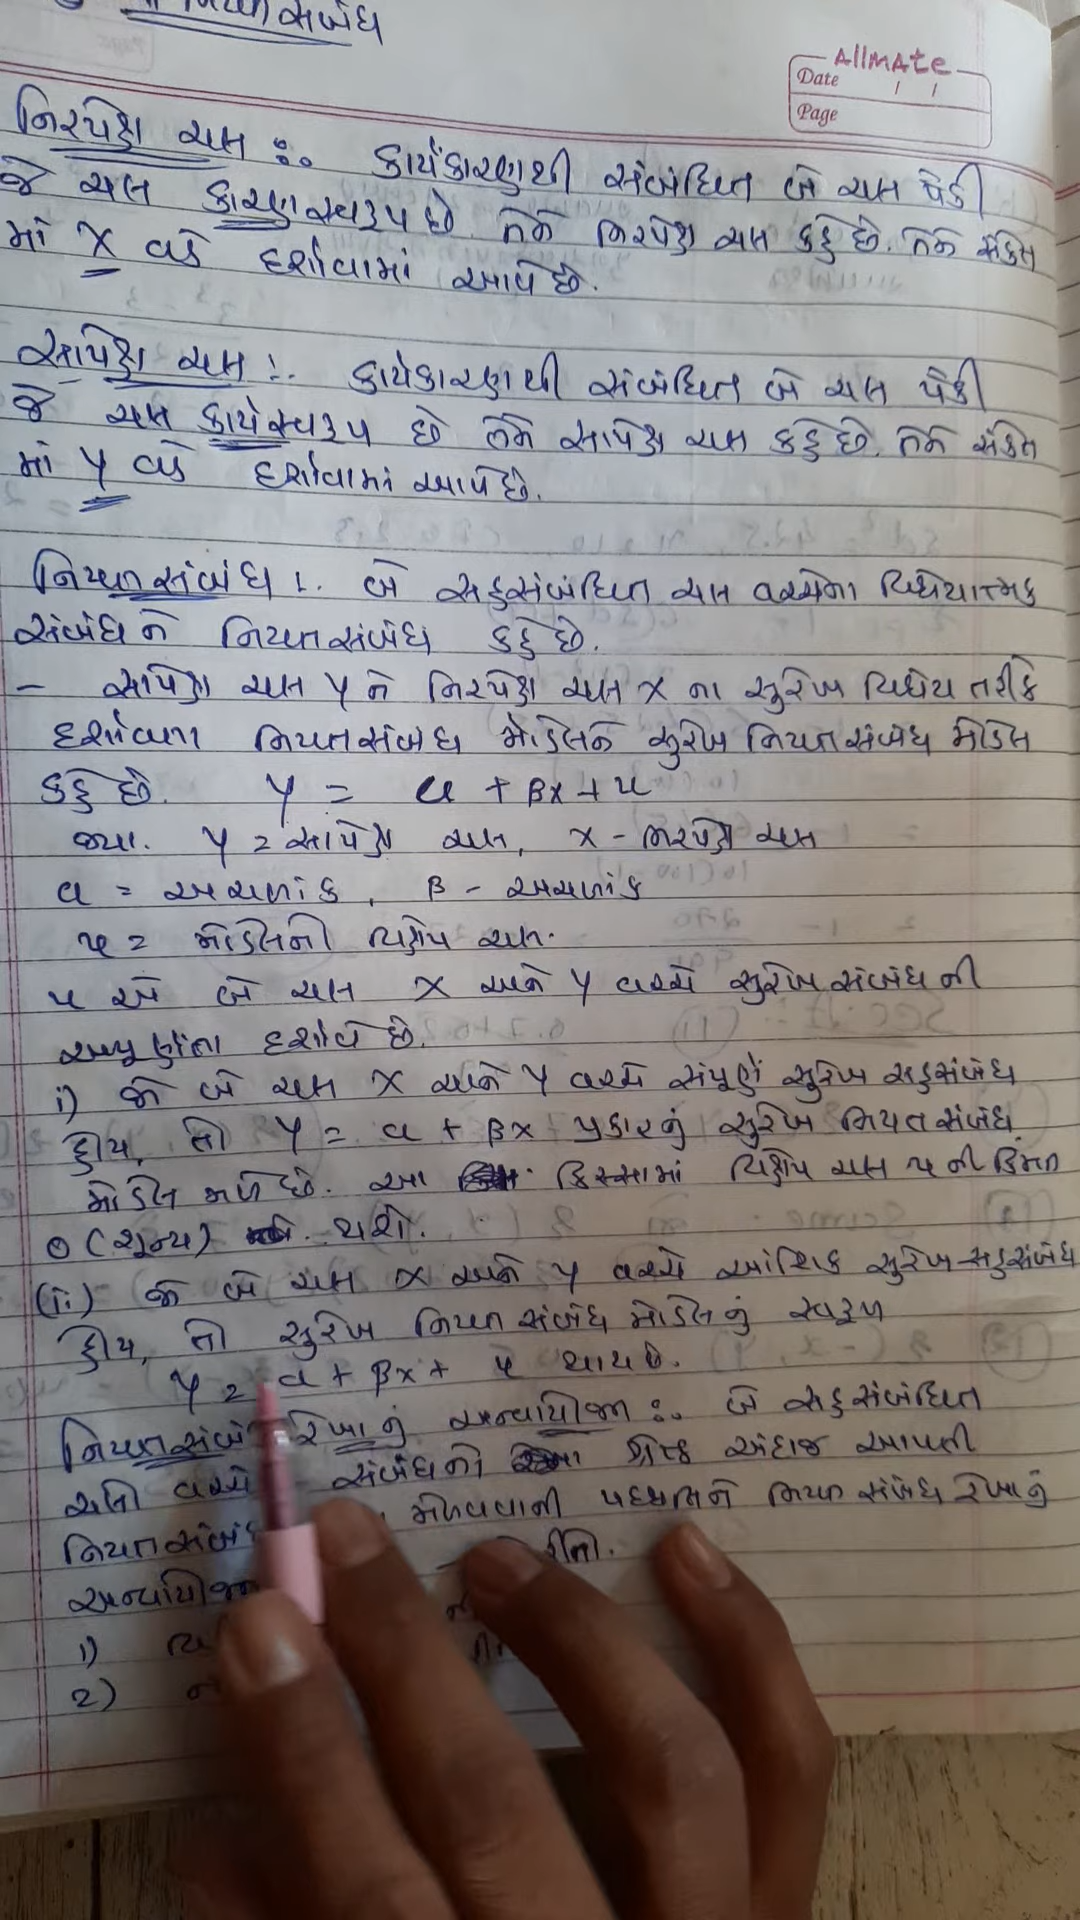 નિયતસંબંધ
ALLMATE
Date / /
Page
નિરપેક્ષ ચલ :. કાર્યકારણથી સંબંધિત બે ચલ પૈકી
જે ચલ કારણસ્વરૂપ છે તેને નિરપેક્ષ ચલ કહે છે. તેને સંકેત
માં X વડે દર્શાવવામાં આવે છે.
સાપેક્ષ ચલ :. કાર્યકારણથી સંબંધિત બે ચલ પૈકી
જે ચલ કાર્યસ્વરૂપ છે તેને સાપેક્ષ ચલ કહે છે. તેને સંકેત
માં Y વડે દર્શાવવામાં આવે છે.
નિયતસંબંધ :. બે સહસંબંધિત ચલ વચ્ચેના વિધેયાત્મક
સંબંધને નિયતસંબંધ કહે છે.
- સાપેક્ષ ચલ Y ને નિરપેક્ષ ચલ X ના સુરેખ વિધેય તરીકે
દર્શાવતા નિયતસંબંધ મોડેલને સુરેખ નિયતસંબંધ મોડેલ
કહે છે. Y = α + βx + u
જ્યાં. Y = સાપેક્ષ ચલ, X - નિરપેક્ષ ચલ
α = અચળાંક, β - અચળાંક
u = મોડેલની વિક્ષેપ ચલ.
u એ બે ચલ X અને Y વચ્ચે સુરેખ સંબંધ ની
અપૂર્ણતા દર્શાવે છે.
i) જો બે ચલ X અને Y વચ્ચે સંપૂર્ણ સુરેખ સહસંબંધ
હોય, તો Y = α + βx પ્રકારનું સુરેખ નિયતસંબંધ
મોડેલ મળે છે. આ કિસ્સામાં વિક્ષેપ ચલ u ની કિંમત
0 (શૂન્ય) થશે.
(ii) જો બે ચલ X અને Y વચ્ચે આંશિક સુરેખ સહસંબંધ
હોય, તો સુરેખ નિયતસંબંધ મોડેલનું સ્વરૂપ
Y = α + βx + u થાય છે.
નિયતસંબં રેખાનું અન્વાયોજન :. બે સહસંબંધિત
ચલો વચ્ચે સંબંધનો શ્રેષ્ઠ અંદાજ આપતી
નિયતસંબં મેળવવાની પધ્ધતિને નિયતસંબંધ રેખાનું
અન્વાયોજન રીતો.
1)
2)